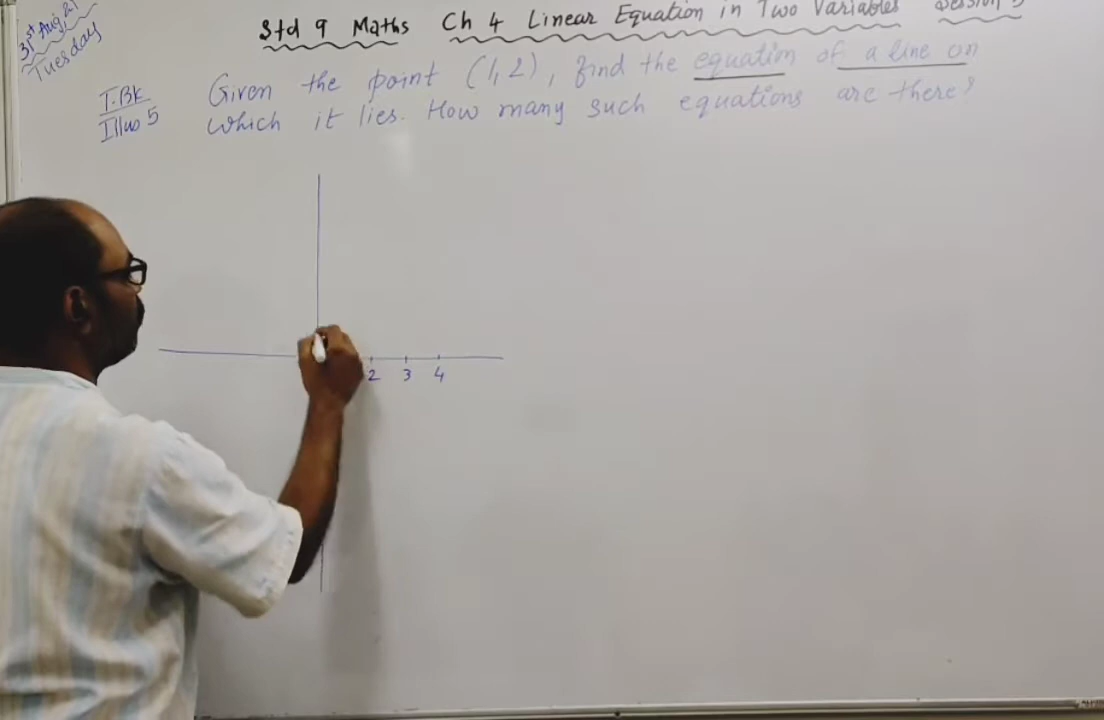 31st Aug, 21
Tuesday
Std 9 Maths Ch 4 Linear Equation in Two Variables Session 5
T.Bk
Illus 5
Given the point (1,2), find the equation of a line on
which it lies. How many such equations are there?
2 3 4